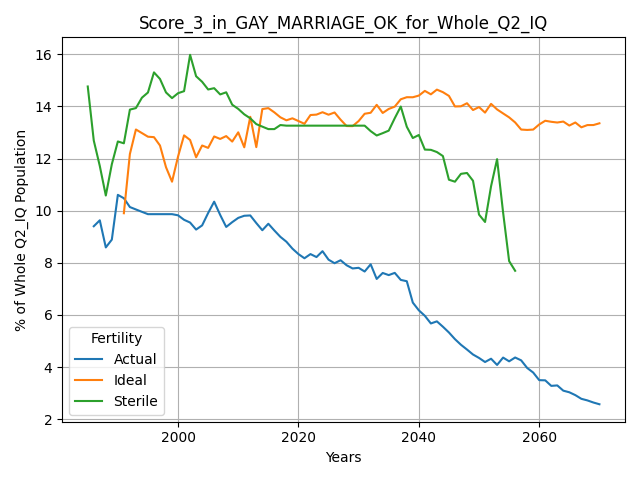 Score_3_in_GAY_MARRIAGE_OK_for_Whole_Q2_IQ
% of Whole Q2_IQ Population
16
14
12
10
8
6
4
2
Fertility
Actual
Ideal
Sterile
2000
2020
2040
2060
Years